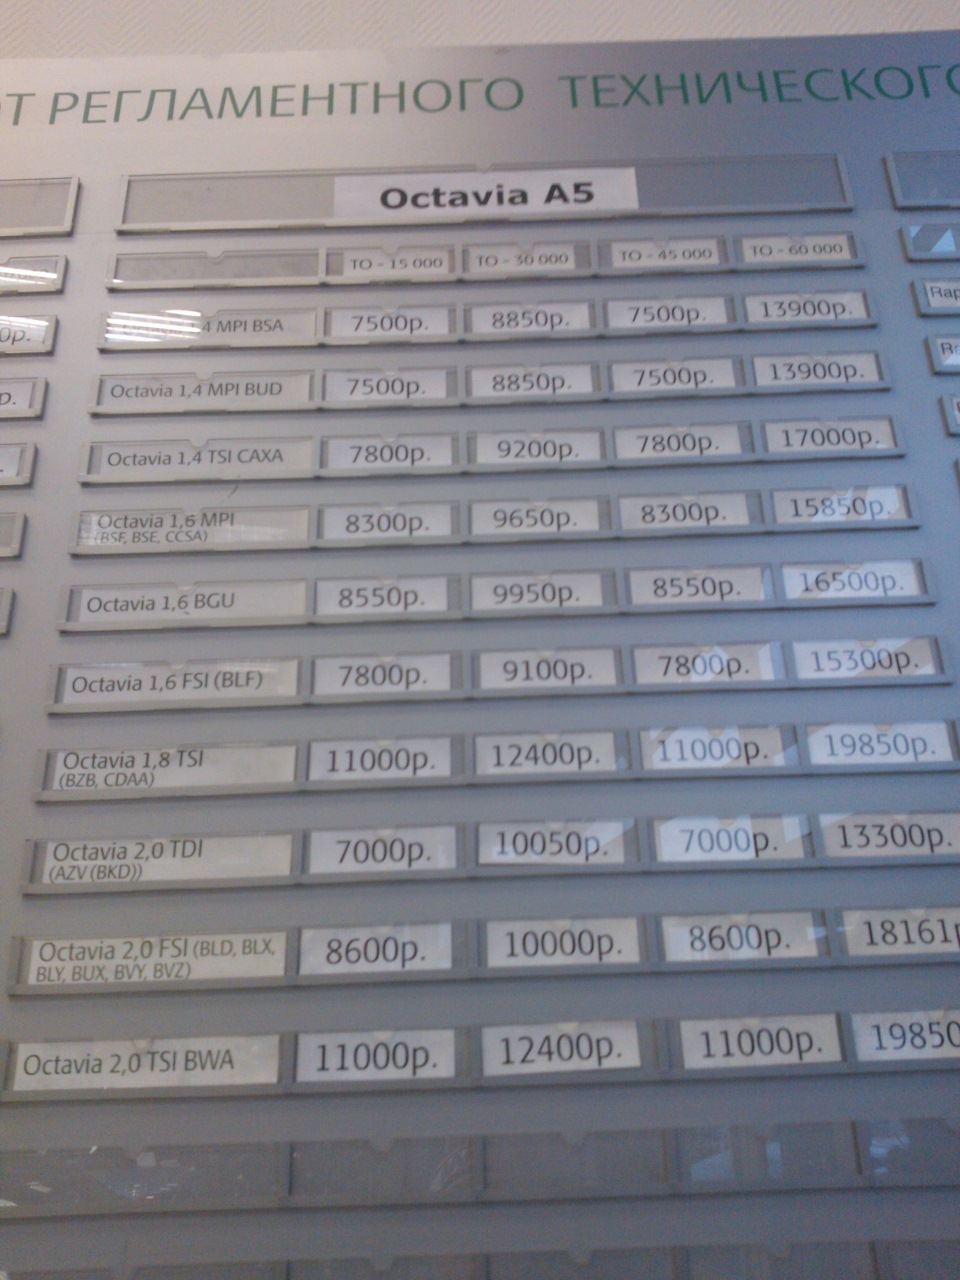 ОТ РЕГЛАМЕНТНОГО ТЕХНИЧЕСКОГО
Octavia A5
ТО - 15 000 ТО - 30 000 ТО - 45 000 ТО - 60 000
4 MPI BSA 7500р. 8850р. 7500р. 13900р.
Octavia 1,4 MPI BUD 7500р. 8850р. 7500р. 13900р.
Octavia 1,4 TSI CAXA 7800р. 9200р. 7800р. 17000р.
Octavia 1,6 MPI
(BSF, BSE, CCSA) 8300р. 9650р. 8300р. 15850р.
Octavia 1,6 BGU 8550р. 9950р. 8550р. 16500р.
Octavia 1,6 FSI (BLF) 7800р. 9100р. 7800р. 15300р.
Octavia 1,8 TSI
(BZB, CDAA) 11000р. 12400р. 11000р. 19850р.
Octavia 2,0 TDI
(AZV (BKD)) 7000р. 10050р. 7000р. 13300р.
Octavia 2,0 FSI (BLD, BLX,
BLY, BUX, BVY, BVZ) 8600р. 10000р. 8600р. 18161р
Octavia 2,0 TSI BWA 11000р. 12400р. 11000р. 19850